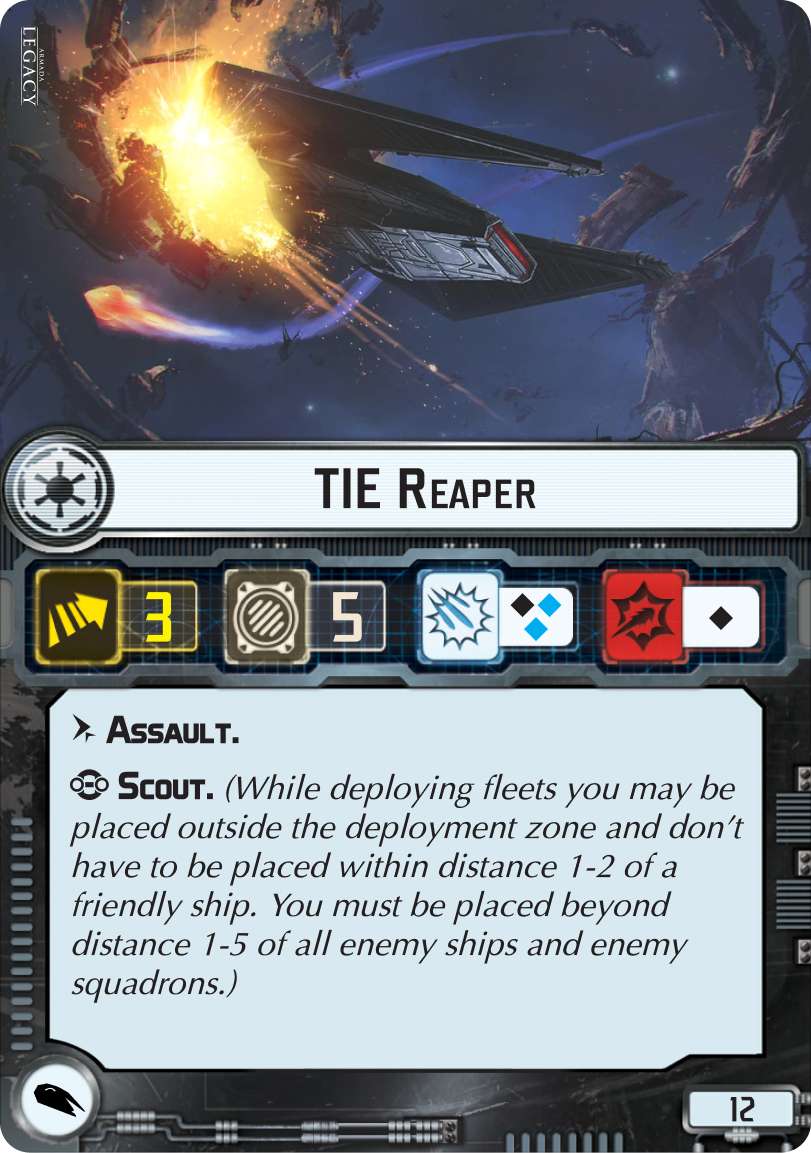 ARMADA
LEGACY
TIE REAPER
3
5
ASSAULT.
SCOUT. (While deploying fleets you may be
placed outside the deployment zone and don't
have to be placed within distance 1-2 of a
friendly ship. You must be placed beyond
distance 1-5 of all enemy ships and enemy
squadrons.)
12